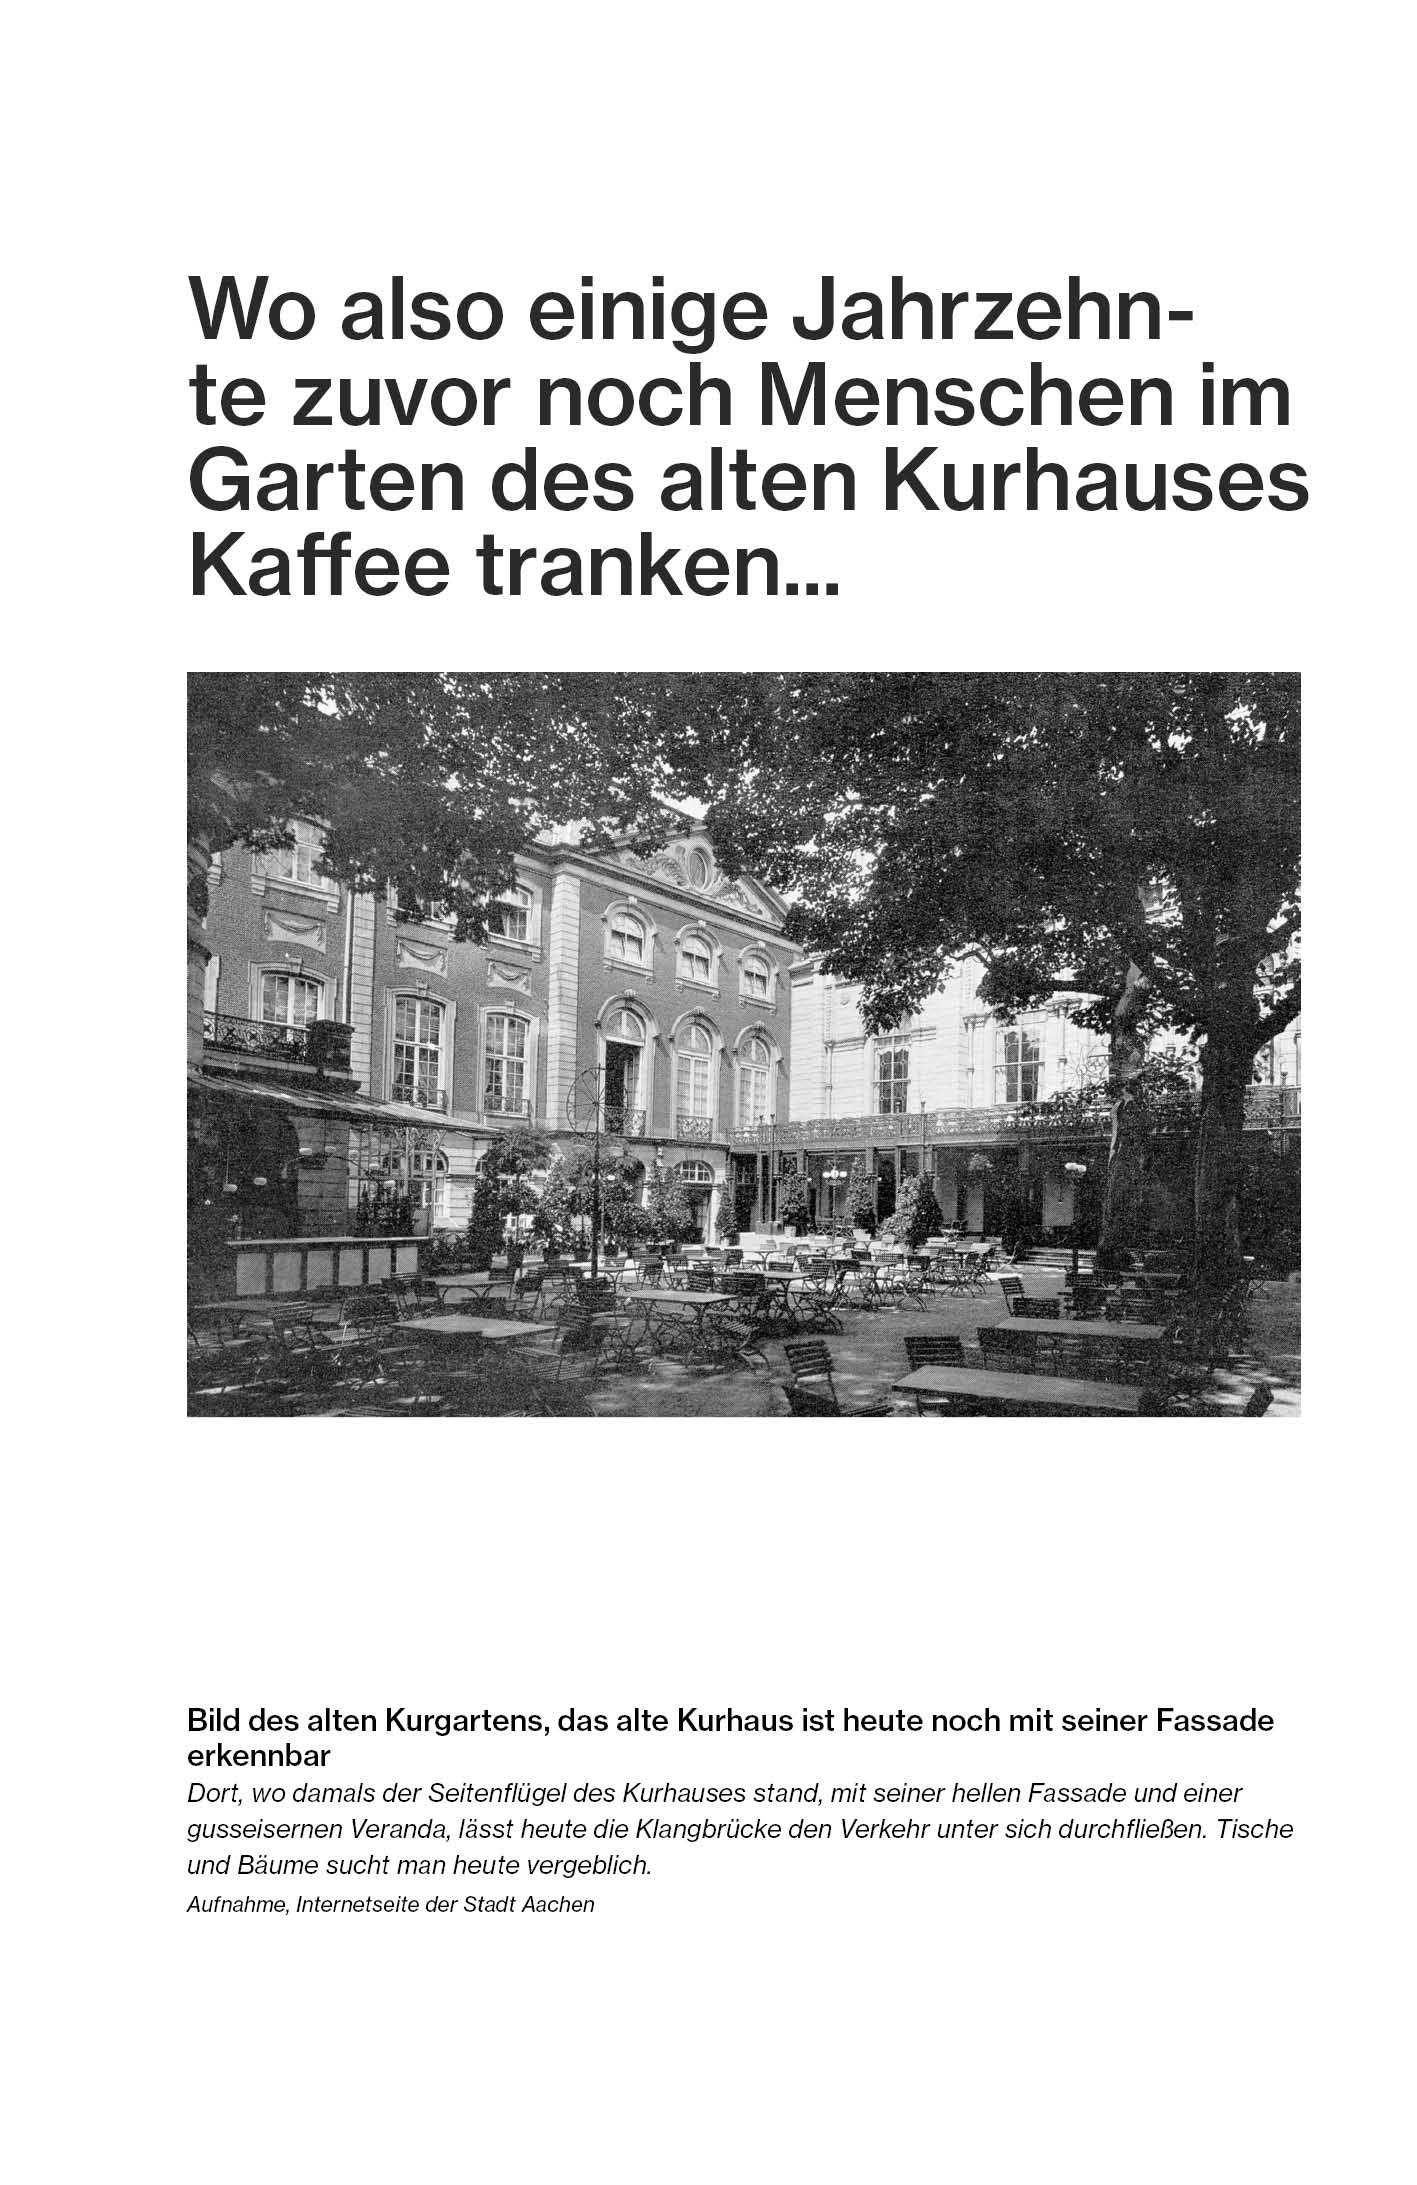 Wo also einige Jahrzehn-
te zuvor noch Menschen im
Garten des alten Kurhauses
Kaffee tranken...
Bild des alten Kurgartens, das alte Kurhaus ist heute noch mit seiner Fassade
erkennbar
Dort, wo damals der Seitenflügel des Kurhauses stand, mit seiner hellen Fassade und einer
gusseisernen Veranda, lässt heute die Klangbrücke den Verkehr unter sich durchfließen. Tische
und Bäume sucht man heute vergeblich.
Aufnahme, Internetseite der Stadt Aachen